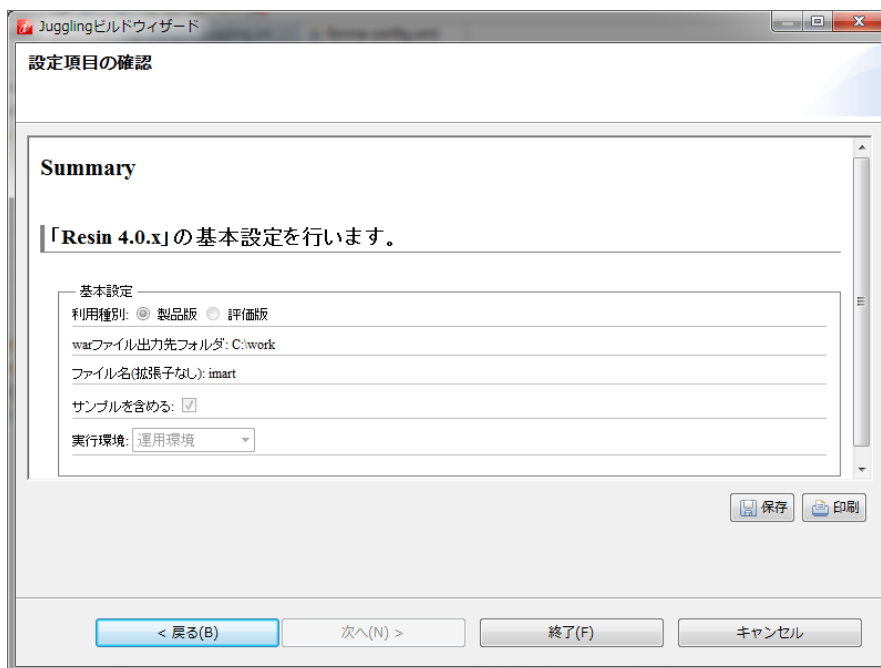 Jugglingビルドウィザード
設定項目の確認
Summary
「Resin 4.0.x」の基本設定を行います。
基本設定
利用種別: 製品版 評価版
warファイル出力先フォルダ: C:\work
ファイル名(拡張子なし): imart
サンプルを含める:
実行環境: 運用環境
保存 印刷
< 戻る(B) 次へ(N) > 終了(F) キャンセル